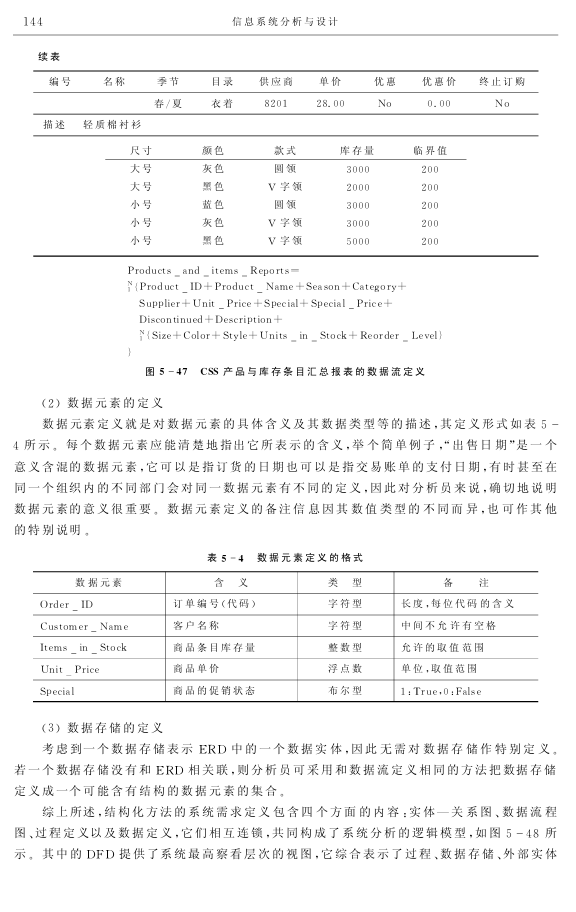 144
信息系统分析与设计
续表
编号 名称 季节 目录 供应商 单价 优惠 优惠价 终止订购
春/夏 衣着 8201 28.00 No 0.00 No
描述 轻质棉衬衫
尺寸 颜色 款式 库存量 临界值
大号 灰色 圆领 3000 200
大号 黑色 V字领 2000 200
小号 蓝色 圆领 3000 200
小号 灰色 V字领 3000 200
小号 黑色 V字领 5000 200
Products_and_items_Reports=
N1{Product_ID+Product_Name+Season+Category+
Supplier+Unit_Price+Special+Special_Price+
Discontinued+Description+
N1{Size+Color+Style+Units_in_Stock+Reorder_Level}
}
图 5-47 CSS 产品与库存条目汇总报表的数据流定义
(2) 数据元素的定义
数据元素定义就是对数据元素的具体含义及其数据类型等的描述,其定义形式如表 5-
4 所示。每个数据元素应能清楚地指出它所表示的含义,举个简单例子,“出售日期”是一个
意义含混的数据元素,它可以是指订货的日期也可以是指交易账单的支付日期,有时甚至在
同一个组织内的不同部门会对同一数据元素有不同的定义,因此对分析员来说,确切地说明
数据元素的意义很重要。数据元素定义的备注信息因其数值类型的不同而异,也可作其他
的特别说明。
表 5-4 数据元素定义的格式
数据元素 含 义 类 型 备 注
Order_ID 订单编号(代码) 字符型 长度,每位代码的含义
Customer_Name 客户名称 字符型 中间不允许有空格
Items_in_Stock 商品条目库存量 整数型 允许的取值范围
Unit_Price 商品单价 浮点数 单位,取值范围
Special 商品的促销状态 布尔型 1:True,0:False
(3) 数据存储的定义
考虑到一个数据存储表示 ERD 中的一个数据实体,因此无需对数据存储作特别定义。
若一个数据存储没有和 ERD 相关联,则分析员可采用和数据流定义相同的方法把数据存储
定义成一个可能含有结构的数据元素的集合。
综上所述,结构化方法的系统需求定义包含四个方面的内容:实体—关系图、数据流程
图、过程定义以及数据定义,它们相互连锁,共同构成了系统分析的逻辑模型,如图 5-48 所
示。其中的 DFD 提供了系统最高察看层次的视图,它综合表示了过程、数据存储、外部实体